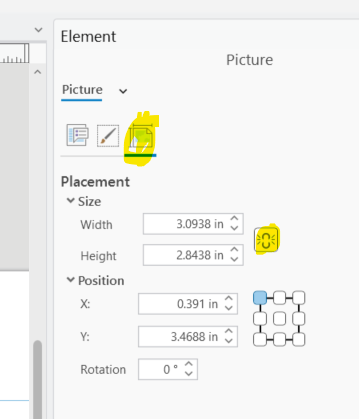 Element
Picture
Picture
Placement
Size
Width 3.0938 in
Height 2.8438 in
Position
X: 0.391 in
Y: 3.4688 in
Rotation 0 °